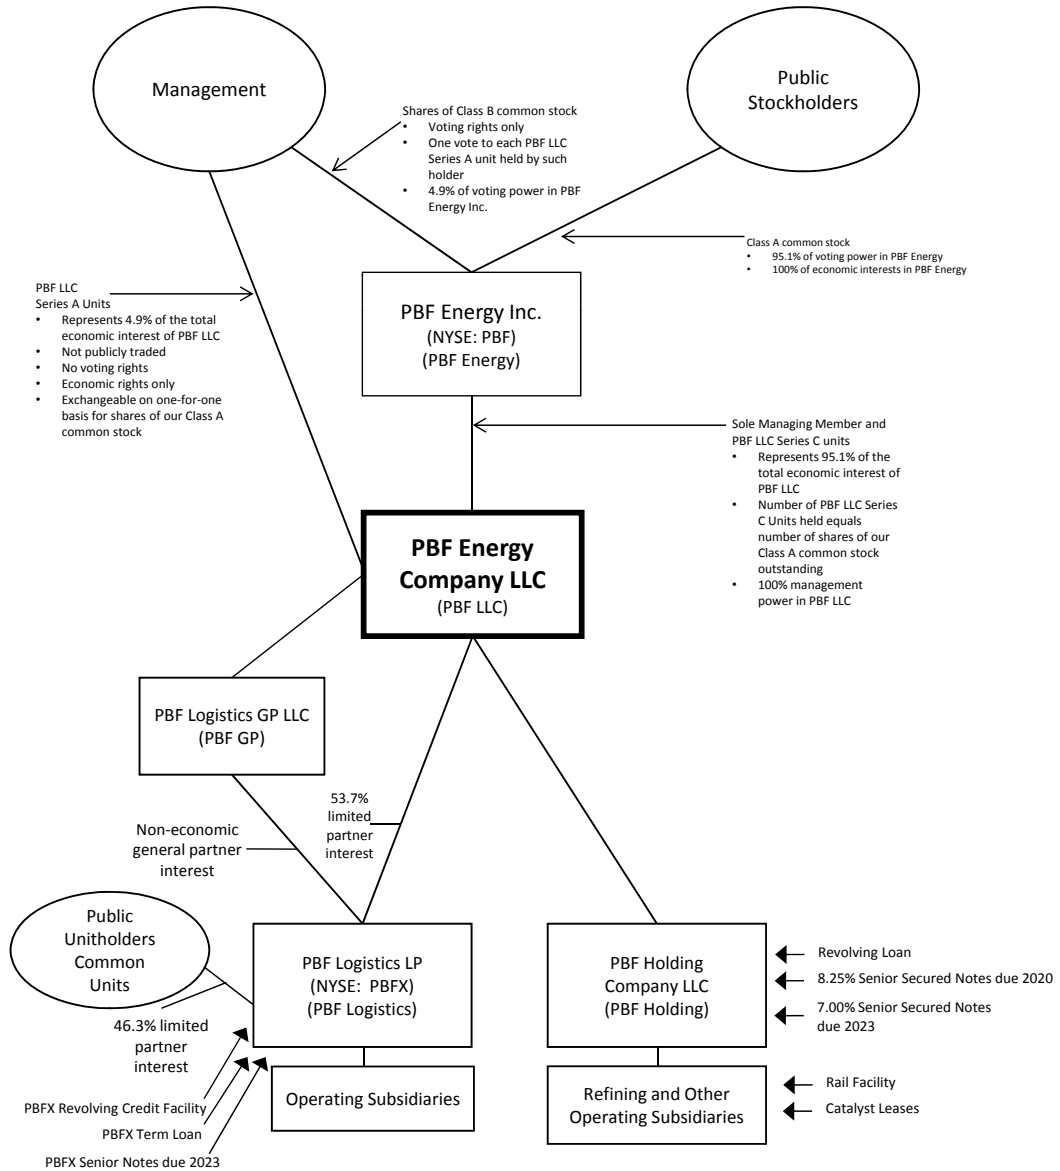 Management
Public
Stockholders
Shares of Class B common stock
• Voting rights only
• One vote to each PBF LLC
Series A unit held by such
holder
• 4.9% of voting power in PBF
Energy Inc.
Class A common stock
• 95.1% of voting power in PBF Energy
• 100% of economic interests in PBF Energy
PBF LLC
Series A Units
• Represents 4.9% of the total
economic interest of PBF LLC
• Not publicly traded
• No voting rights
• Economic rights only
• Exchangeable on one-for-one
basis for shares of our Class A
common stock
PBF Energy Inc.
(NYSE: PBF)
(PBF Energy)
Sole Managing Member and
PBF LLC Series C units
• Represents 95.1% of the
total economic interest of
PBF LLC
• Number of PBF LLC Series
C Units held equals
number of shares of our
Class A common stock
outstanding
• 100% management
power in PBF LLC
PBF Energy
Company LLC
(PBF LLC)
PBF Logistics GP LLC
(PBF GP)
53.7%
limited
partner
interest
Non-economic
general partner
interest
Public
Unitholders
Common
Units
46.3% limited
partner
interest
PBF Logistics LP
(NYSE: PBFX)
(PBF Logistics)
PBF Holding
Company LLC
(PBF Holding)
Revolving Loan
8.25% Senior Secured Notes due 2020
7.00% Senior Secured Notes
due 2023
Operating Subsidiaries
Refining and Other
Operating Subsidiaries
Rail Facility
Catalyst Leases
PBFX Revolving Credit Facility
PBFX Term Loan
PBFX Senior Notes due 2023